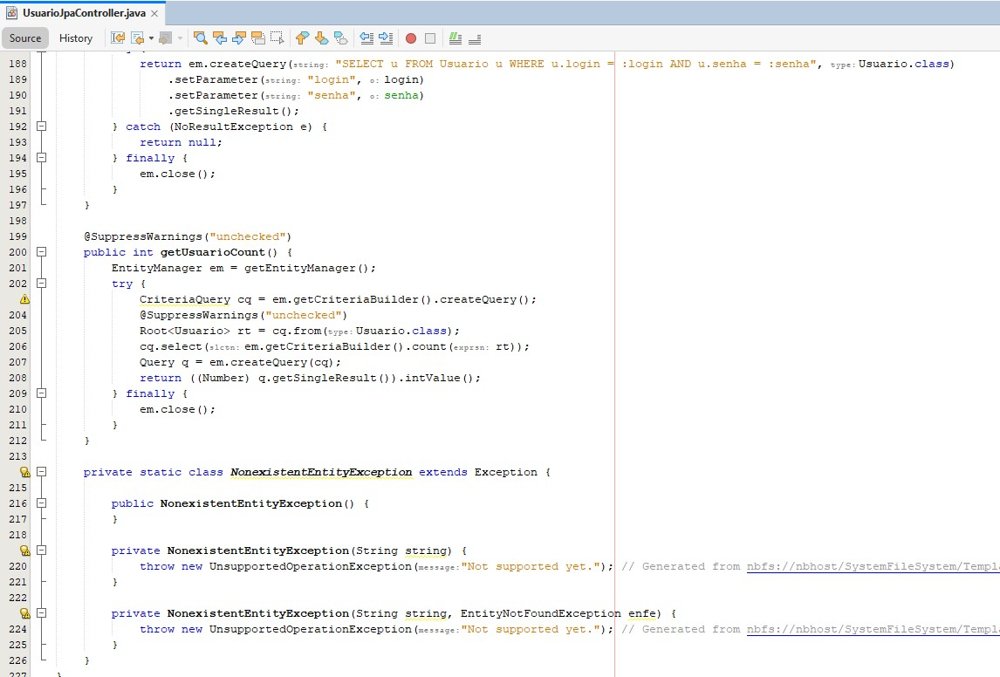 UsuarioJpaController.java
Source History
188 return em.createQuery(string: "SELECT u FROM Usuario u WHERE u.login = :login AND u.senha = :senha", type: Usuario.class)
189 .setParameter(string: "login", o: login)
190 .setParameter(string: "senha", o: senha)
191 .getSingleResult();
192 } catch (NoResultException e) {
193 return null;
194 } finally {
195 em.close();
196 }
197 }
198
199 @SuppressWarnings("unchecked")
200 public int getUsuarioCount() {
201 EntityManager em = getEntityManager();
202 try {
CriteriaQuery cq = em.getCriteriaBuilder().createQuery();
204 @SuppressWarnings("unchecked")
205 Root<Usuario> rt = cq.from(type: Usuario.class);
206 cq.select(slctn: em.getCriteriaBuilder().count(exprsn: rt));
207 Query q = em.createQuery(cq);
208 return ((Number) q.getSingleResult()).intValue();
209 } finally {
210 em.close();
211 }
212 }
213
private static class NonexistentEntityException extends Exception {
215
216 public NonexistentEntityException() {
217 }
218
private NonexistentEntityException(String string) {
220 throw new UnsupportedOperationException(message: "Not supported yet."); // Generated from nbfs://nbhost/SystemFileSystem/Templ
221 }
222
private NonexistentEntityException(String string, EntityNotFoundException enfe) {
224 throw new UnsupportedOperationException(message: "Not supported yet."); // Generated from nbfs://nbhost/SystemFileSystem/Templ
225 }
226 }
227 }